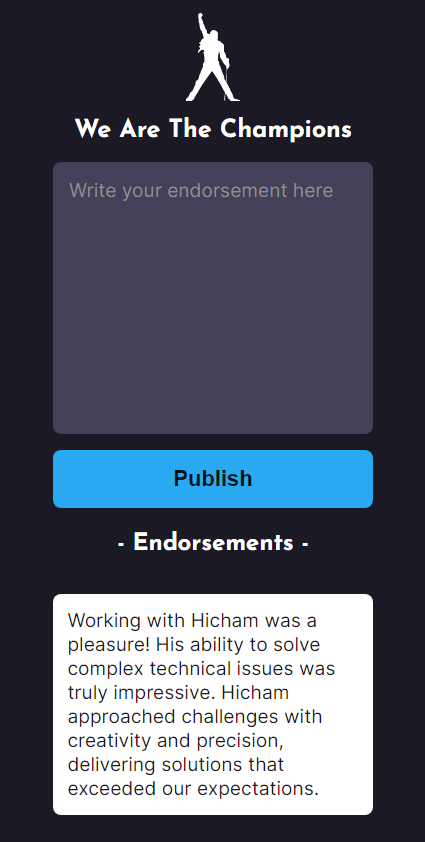 We Are The Champions
Write your endorsement here
Publish
- Endorsements -
Working with Hicham was a
pleasure! His ability to solve
complex technical issues was
truly impressive. Hicham
approached challenges with
creativity and precision,
delivering solutions that
exceeded our expectations.